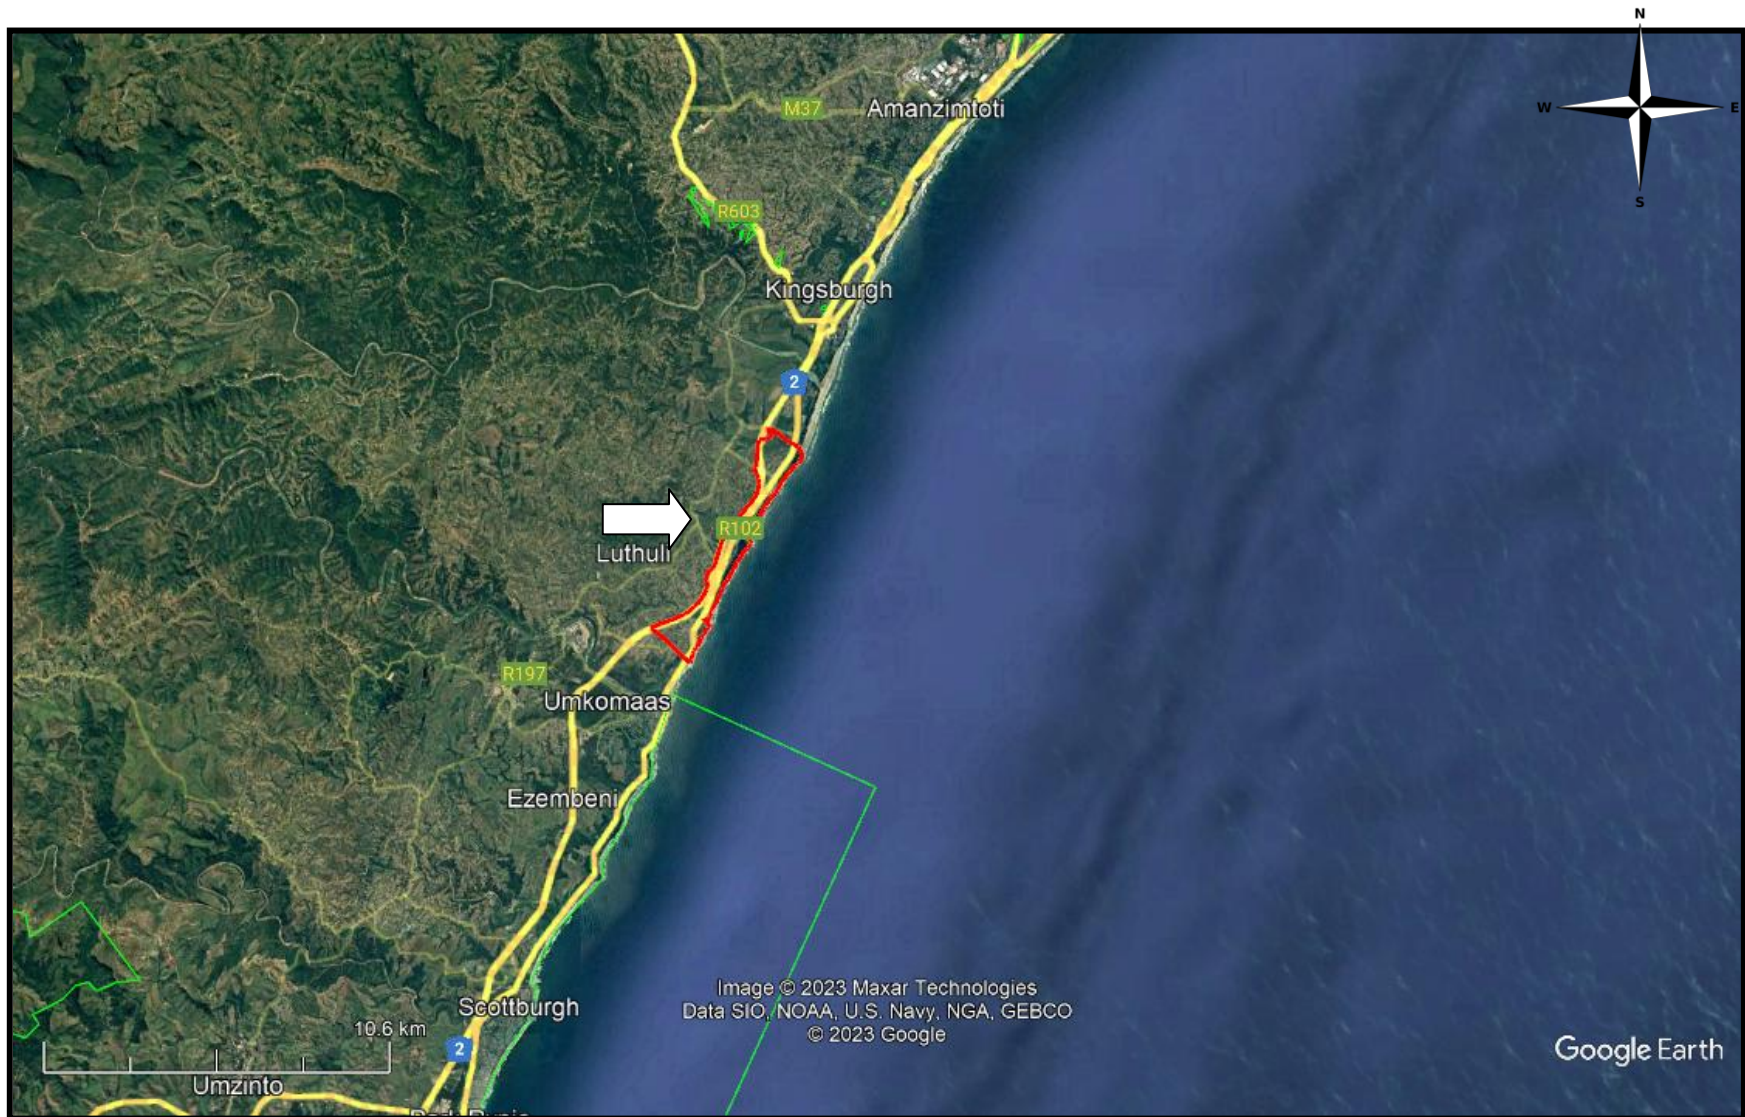 N
W
E
S
Amanzimtoti
M37
R603
Kingsburgh
2
R102
Luthuli
R197
Umkomaas
Ezembeni
Image © 2023 Maxar Technologies
Data SIO, NOAA, U.S. Navy, NGA, GEBCO
© 2023 Google
Scottburgh
10.6 km
2
Google Earth
Umzinto